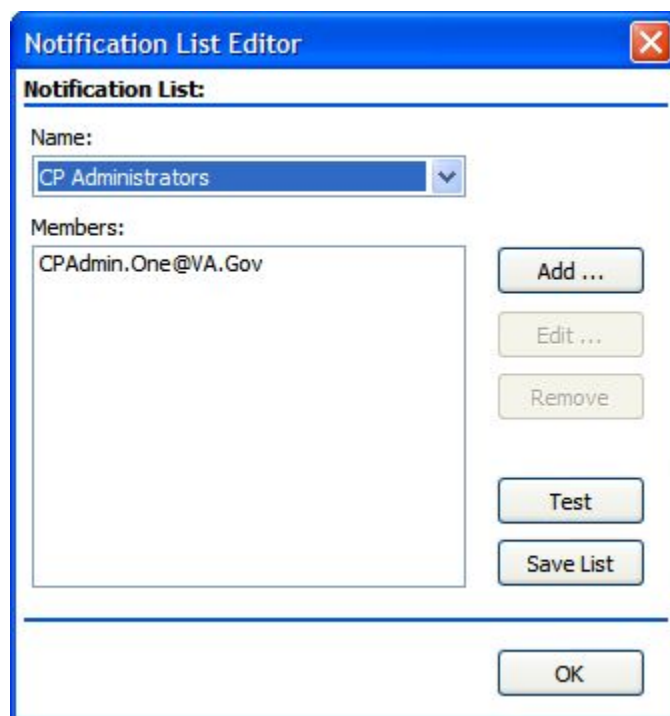 Notification List Editor
Notification List:
Name:
CP Administrators
Members:
CPAdmin.One@VA.Gov
Add ...
Edit ...
Remove
Test
Save List
OK